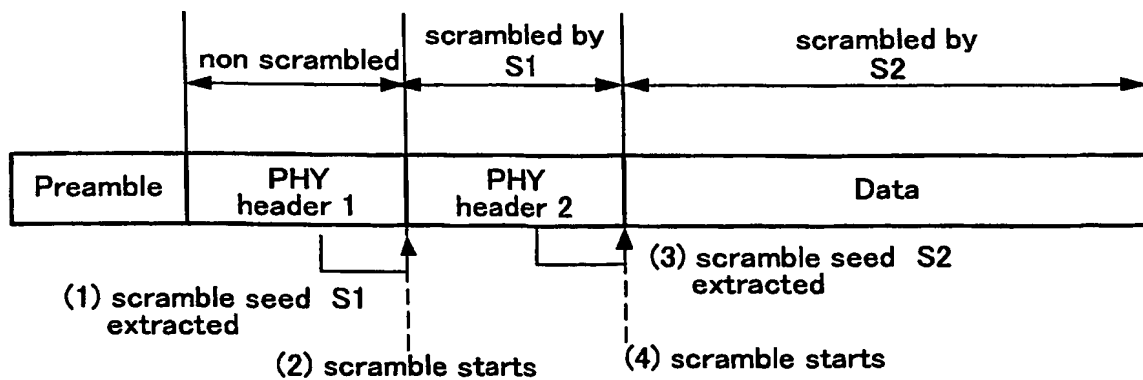 non scrambled
scrambled by
S1
scrambled by
S2
Preamble
PHY
header 1
PHY
header 2
Data
(1) scramble seed S1
extracted
(2) scramble starts
(3) scramble seed S2
extracted
(4) scramble starts